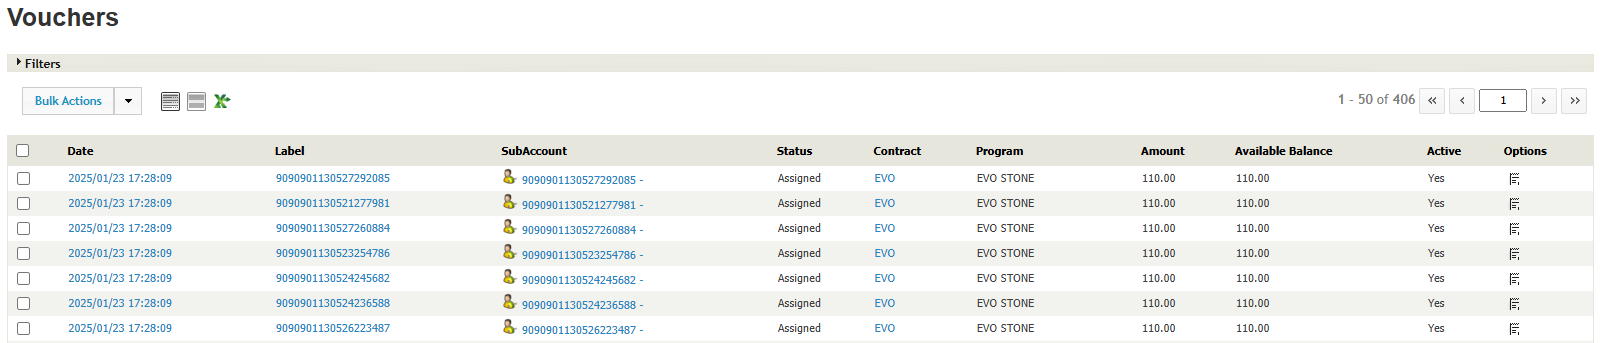 Vouchers
Filters
Bulk Actions 1 - 50 of 406 « ‹ 1 › »
Date Label SubAccount Status Contract Program Amount Available Balance Active Options
2025/01/23 17:28:09 9090901130527292085 9090901130527292085 - Assigned EVO EVO STONE 110.00 110.00 Yes
2025/01/23 17:28:09 9090901130521277981 9090901130521277981 - Assigned EVO EVO STONE 110.00 110.00 Yes
2025/01/23 17:28:09 9090901130527260884 9090901130527260884 - Assigned EVO EVO STONE 110.00 110.00 Yes
2025/01/23 17:28:09 9090901130523254786 9090901130523254786 - Assigned EVO EVO STONE 110.00 110.00 Yes
2025/01/23 17:28:09 9090901130524245682 9090901130524245682 - Assigned EVO EVO STONE 110.00 110.00 Yes
2025/01/23 17:28:09 9090901130524236588 9090901130524236588 - Assigned EVO EVO STONE 110.00 110.00 Yes
2025/01/23 17:28:09 9090901130526223487 9090901130526223487 - Assigned EVO EVO STONE 110.00 110.00 Yes